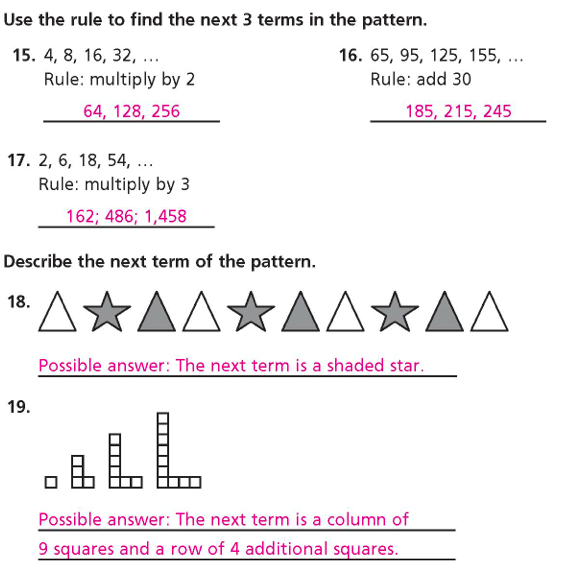 Use the rule to find the next 3 terms in the pattern.
15. 4, 8, 16, 32, …
Rule: multiply by 2
64, 128, 256
16. 65, 95, 125, 155, …
Rule: add 30
185, 215, 245
17. 2, 6, 18, 54, …
Rule: multiply by 3
162; 486; 1,458
Describe the next term of the pattern.
18.
Possible answer: The next term is a shaded star.
19.
Possible answer: The next term is a column of
9 squares and a row of 4 additional squares.